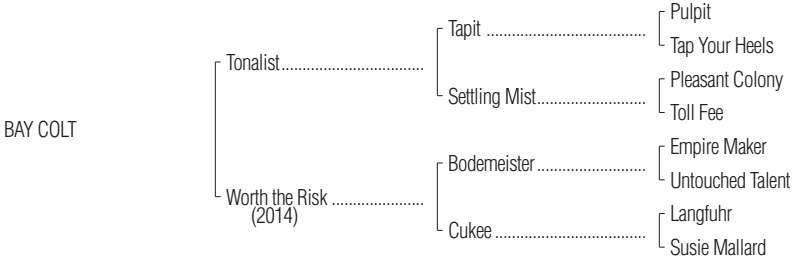 Pulpit
Tapit ........................................
Tap Your Heels
Tonalist....................................
Pleasant Colony
Settling Mist............................
Toll Fee
BAY COLT
Empire Maker
Bodemeister............................
Untouched Talent
Worth the Risk .......................
(2014)
Langfuhr
Cukee ......................................
Susie Mallard